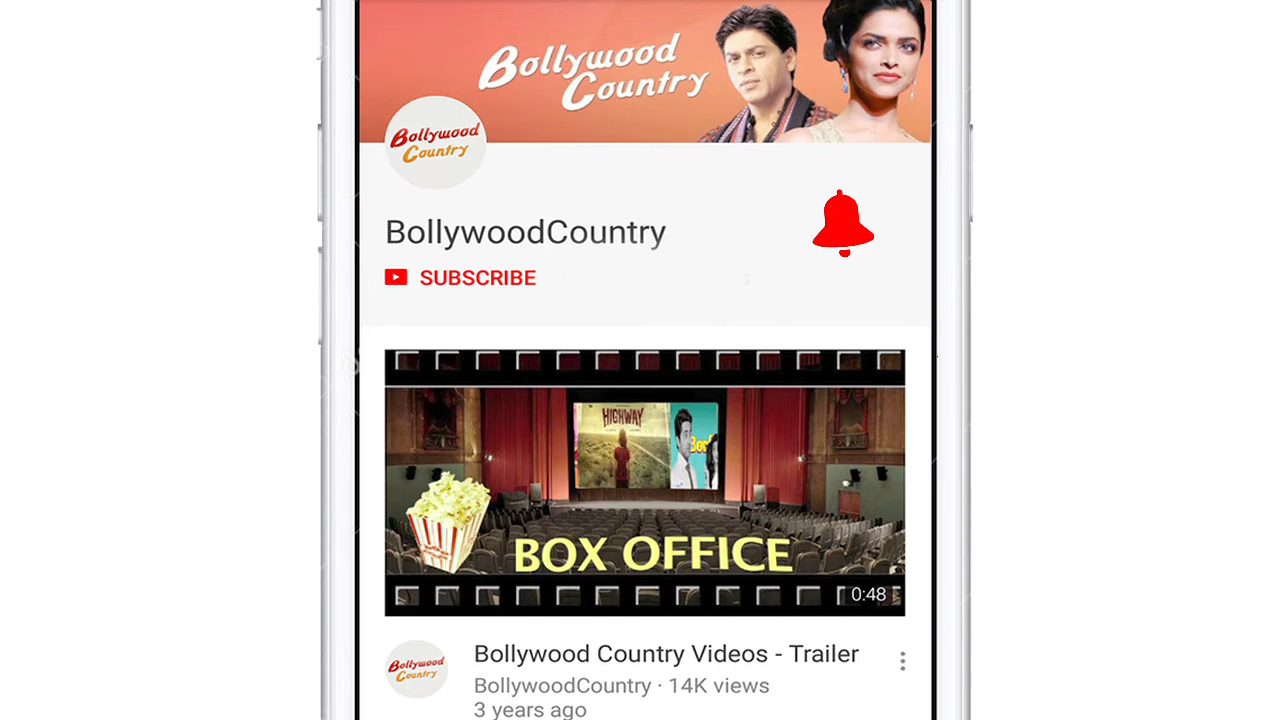 Bollywood
Country
Bollywood
Country
BollywoodCountry
SUBSCRIBE
HIGHWAY
BOX OFFICE
0:48
Bollywood
Country
Bollywood Country Videos - Trailer
BollywoodCountry · 14K views
3 years ago